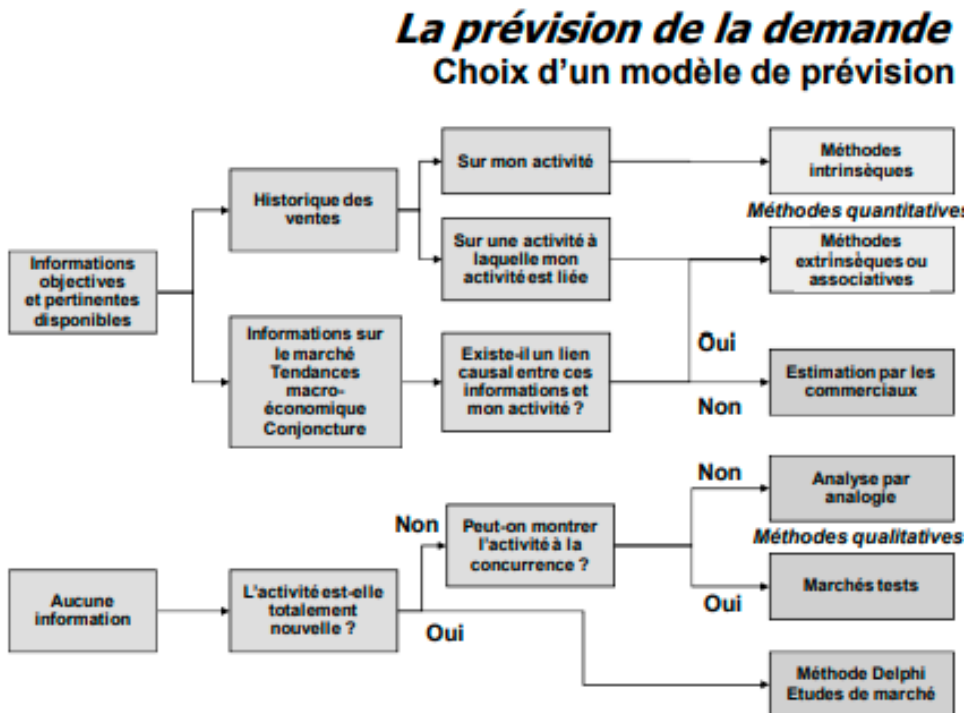 La prévision de la demande
Choix d'un modèle de prévision
Informations
objectives
et pertinentes
disponibles
Historique des
ventes
Sur mon activité
Méthodes
intrinsèques
Méthodes quantitatives
Sur une activité à
laquelle mon
activité est liée
Méthodes
extrinsèques ou
associatives
Informations sur
le marché
Tendances
macro-
économique
Conjoncture
Existe-il un lien
causal entre ces
informations et
mon activité ?
Oui
Non
Estimation par les
commerciaux
Aucune
information
L'activité est-elle
totalement
nouvelle ?
Non
Oui
Peut-on montrer
l'activité à la
concurrence ?
Non
Oui
Analyse par
analogie
Méthodes qualitatives
Marchés tests
Méthode Delphi
Etudes de marché